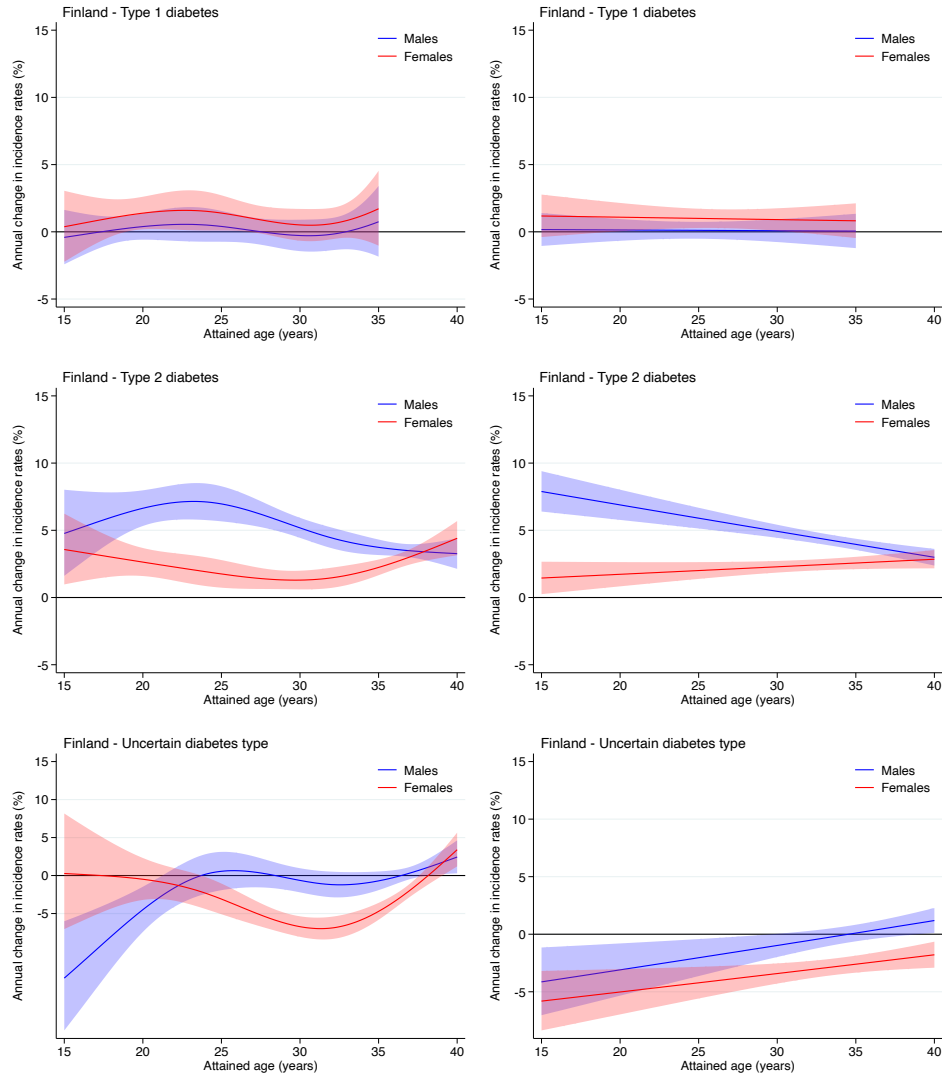 Finland - Type 1 diabetes
Annual change in incidence rates (%)
15
10
5
0
-5
Males
Females
15 20 25 30 35 40
Attained age (years)
Finland - Type 1 diabetes
Annual change in incidence rates (%)
15
10
5
0
-5
Males
Females
15 20 25 30 35 40
Attained age (years)
Finland - Type 2 diabetes
Annual change in incidence rates (%)
15
10
5
0
-5
Males
Females
15 20 25 30 35 40
Attained age (years)
Finland - Type 2 diabetes
Annual change in incidence rates (%)
15
10
5
0
-5
Males
Females
15 20 25 30 35 40
Attained age (years)
Finland - Uncertain diabetes type
Annual change in incidence rates (%)
15
10
5
0
-5
Males
Females
15 20 25 30 35 40
Attained age (years)
Finland - Uncertain diabetes type
Annual change in incidence rates (%)
15
10
5
0
-5
Males
Females
15 20 25 30 35 40
Attained age (years)